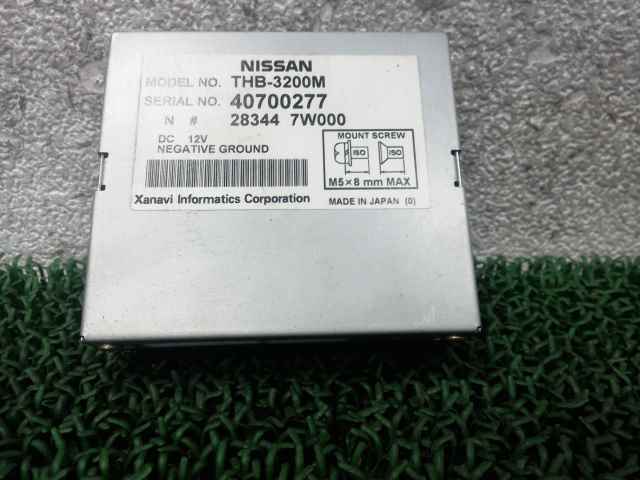 NISSAN
MODEL NO. THB-3200M
SERIAL NO. 40700277
N # 28344 7W000
DC 12V
NEGATIVE GROUND
MOUNT SCREW
ISO ISO
M5×8 mm MAX
Xanavi Informatics Corporation
MADE IN JAPAN (0)